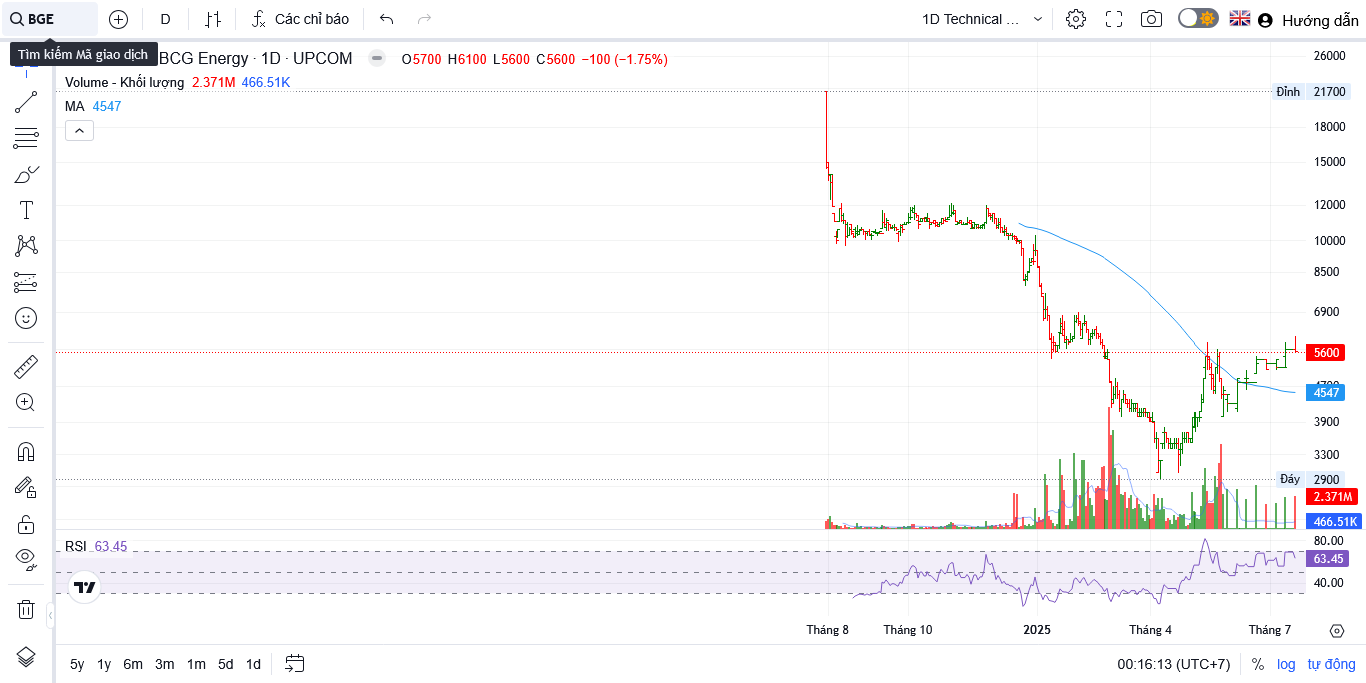 BGE
D
Các chỉ báo
1D Technical ...
Hướng dẫn
Tìm kiếm Mã giao dịch
BCG Energy · 1D · UPCOM
O5700 H6100 L5600 C5600 −100 (−1.75%)
Volume - Khối lượng 2.371M 466.51K
MA 4547
26000
Đỉnh 21700
18000
15000
12000
10000
8500
6900
5600
4700
4547
3900
3300
Đáy 2900
2.371M
466.51K
RSI 63.45
80.00
63.45
40.00
Tháng 8
Tháng 10
2025
Tháng 4
Tháng 7
5y 1y 6m 3m 1m 5d 1d
00:16:13 (UTC+7)
% log tự động